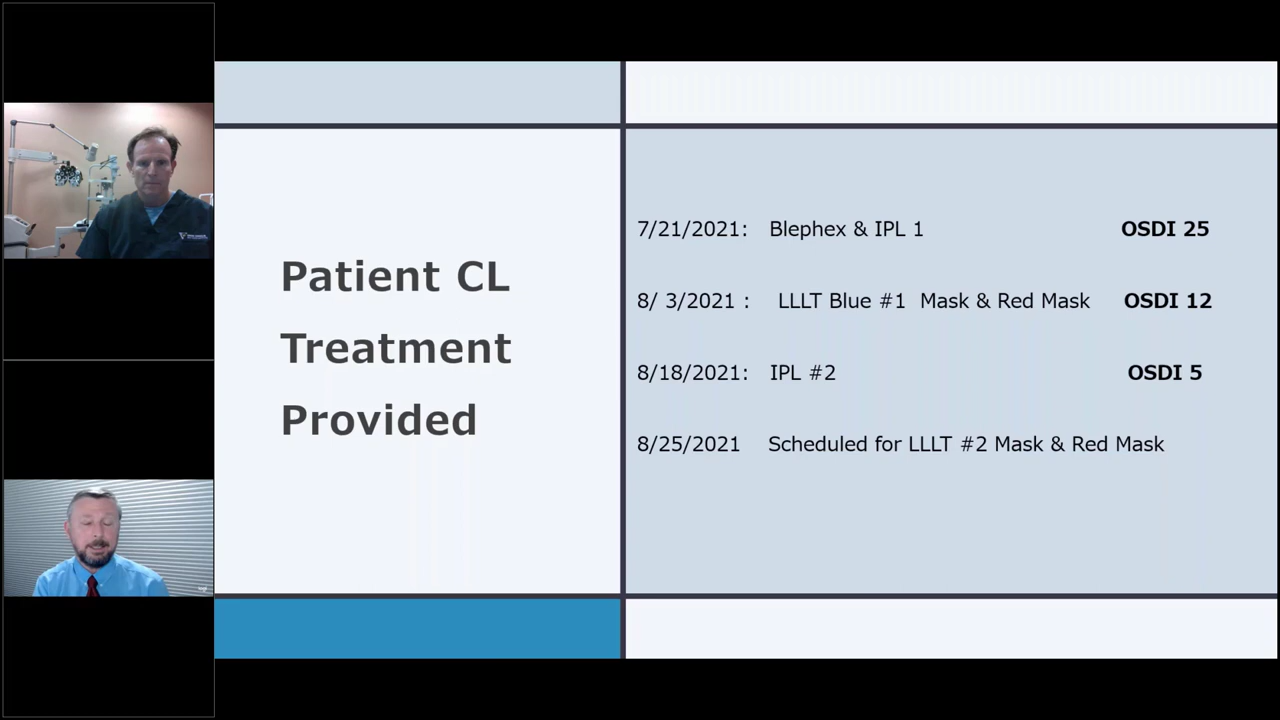 Patient CL
Treatment
Provided
7/21/2021: Blephex & IPL 1 OSDI 25
8/ 3/2021 : LLLT Blue #1 Mask & Red Mask OSDI 12
8/18/2021: IPL #2 OSDI 5
8/25/2021 Scheduled for LLLT #2 Mask & Red Mask